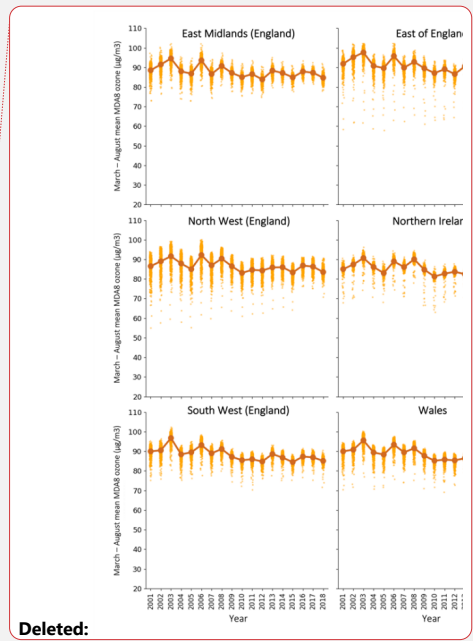 East Midlands (England)
East of Englan
March – August mean MDA8 ozone (µg/m3)
110
100
90
80
70
60
50
40
30
20
North West (England)
Northern Irelar
March – August mean MDA8 ozone (µg/m3)
110
100
90
80
70
60
50
40
30
20
South West (England)
Wales
March – August mean MDA8 ozone (µg/m3)
110
100
90
80
70
60
50
40
30
20
2001 2002 2003 2004 2005 2006 2007 2008 2009 2010 2011 2012 2013 2014 2015 2016 2017 2018
2001 2002 2003 2004 2005 2006 2007 2008 2009 2010 2011 2012
Year
Year
Deleted: